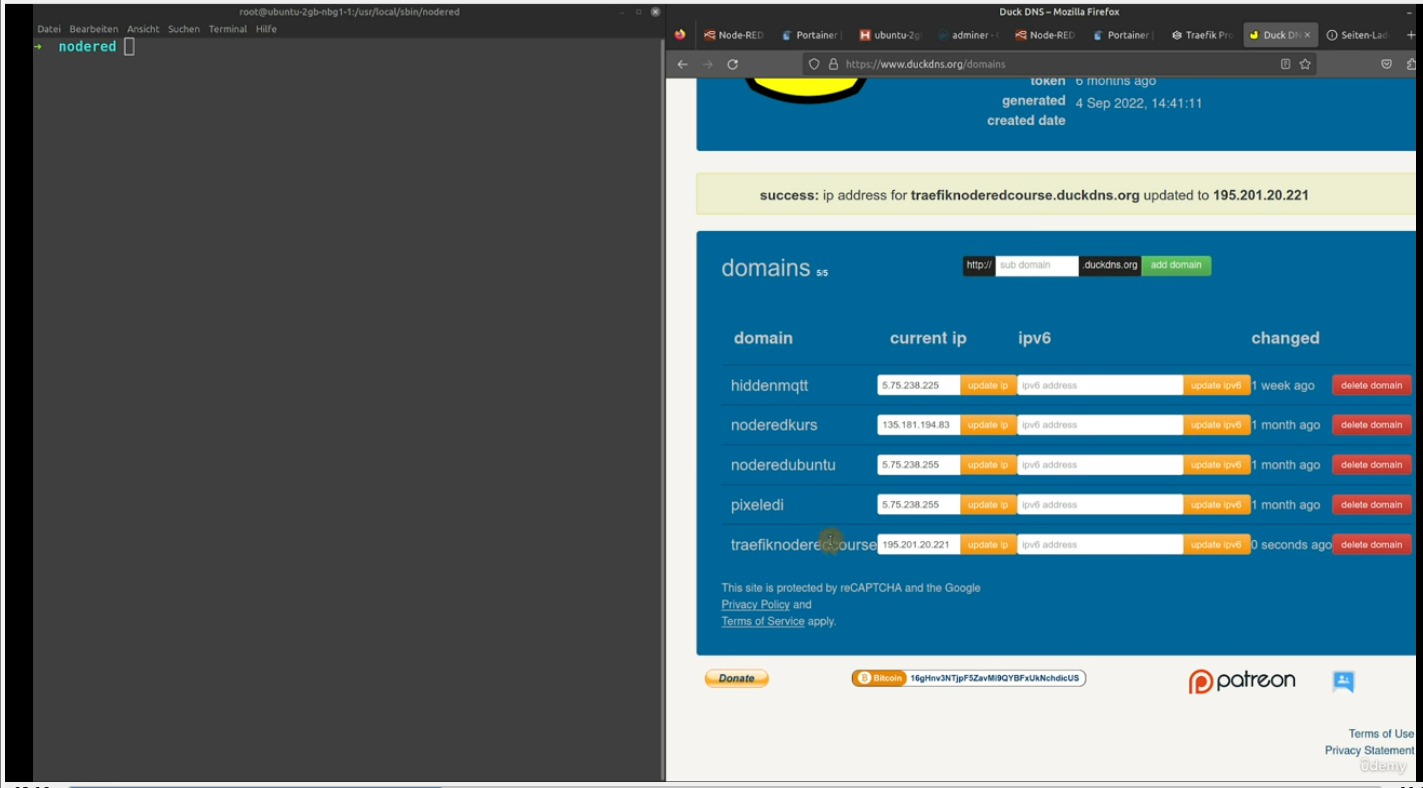 root@ubuntu-2gb-nbg1-1:/usr/local/sbin/nodered
Datei Bearbeiten Ansicht Suchen Terminal Hilfe
→ nodered
Duck DNS – Mozilla Firefox
Node-RED Portainer ubuntu-2g adminer - Node-RED Portainer Traefik Pro Duck DN × Seiten-Lad +
https://www.duckdns.org/domains
token 6 months ago
generated 4 Sep 2022, 14:41:11
created date
success: ip address for traefiknoderedcourse.duckdns.org updated to 195.201.20.221
domains 5/5 http:// sub domain .duckdns.org add domain
domain current ip ipv6 changed
hiddenmqtt 5.75.238.225 update ip ipv6 address update ipv6 1 week ago delete domain
noderedkurs 135.181.194.83 update ip ipv6 address update ipv6 1 month ago delete domain
noderedubuntu 5.75.238.255 update ip ipv6 address update ipv6 1 month ago delete domain
pixeledi 5.75.238.255 update ip ipv6 address update ipv6 1 month ago delete domain
traefiknoderedcourse 195.201.20.221 update ip ipv6 address update ipv6 0 seconds ago delete domain
This site is protected by reCAPTCHA and the Google
Privacy Policy and
Terms of Service apply.
Donate Bitcoin 16gHnv3NTjpF5ZavMi9QYBFxUkNchdicUS patreon
Terms of Use
Privacy Statement
ûdemy